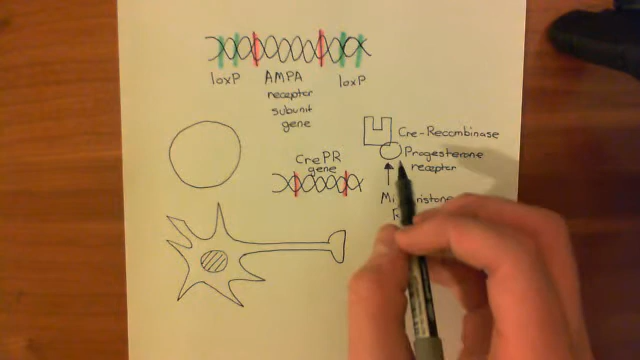 loxP
AMPA
receptor
subunit
gene
loxP
Cre-Recombinase
Progesterone
receptor
CrePR
gene